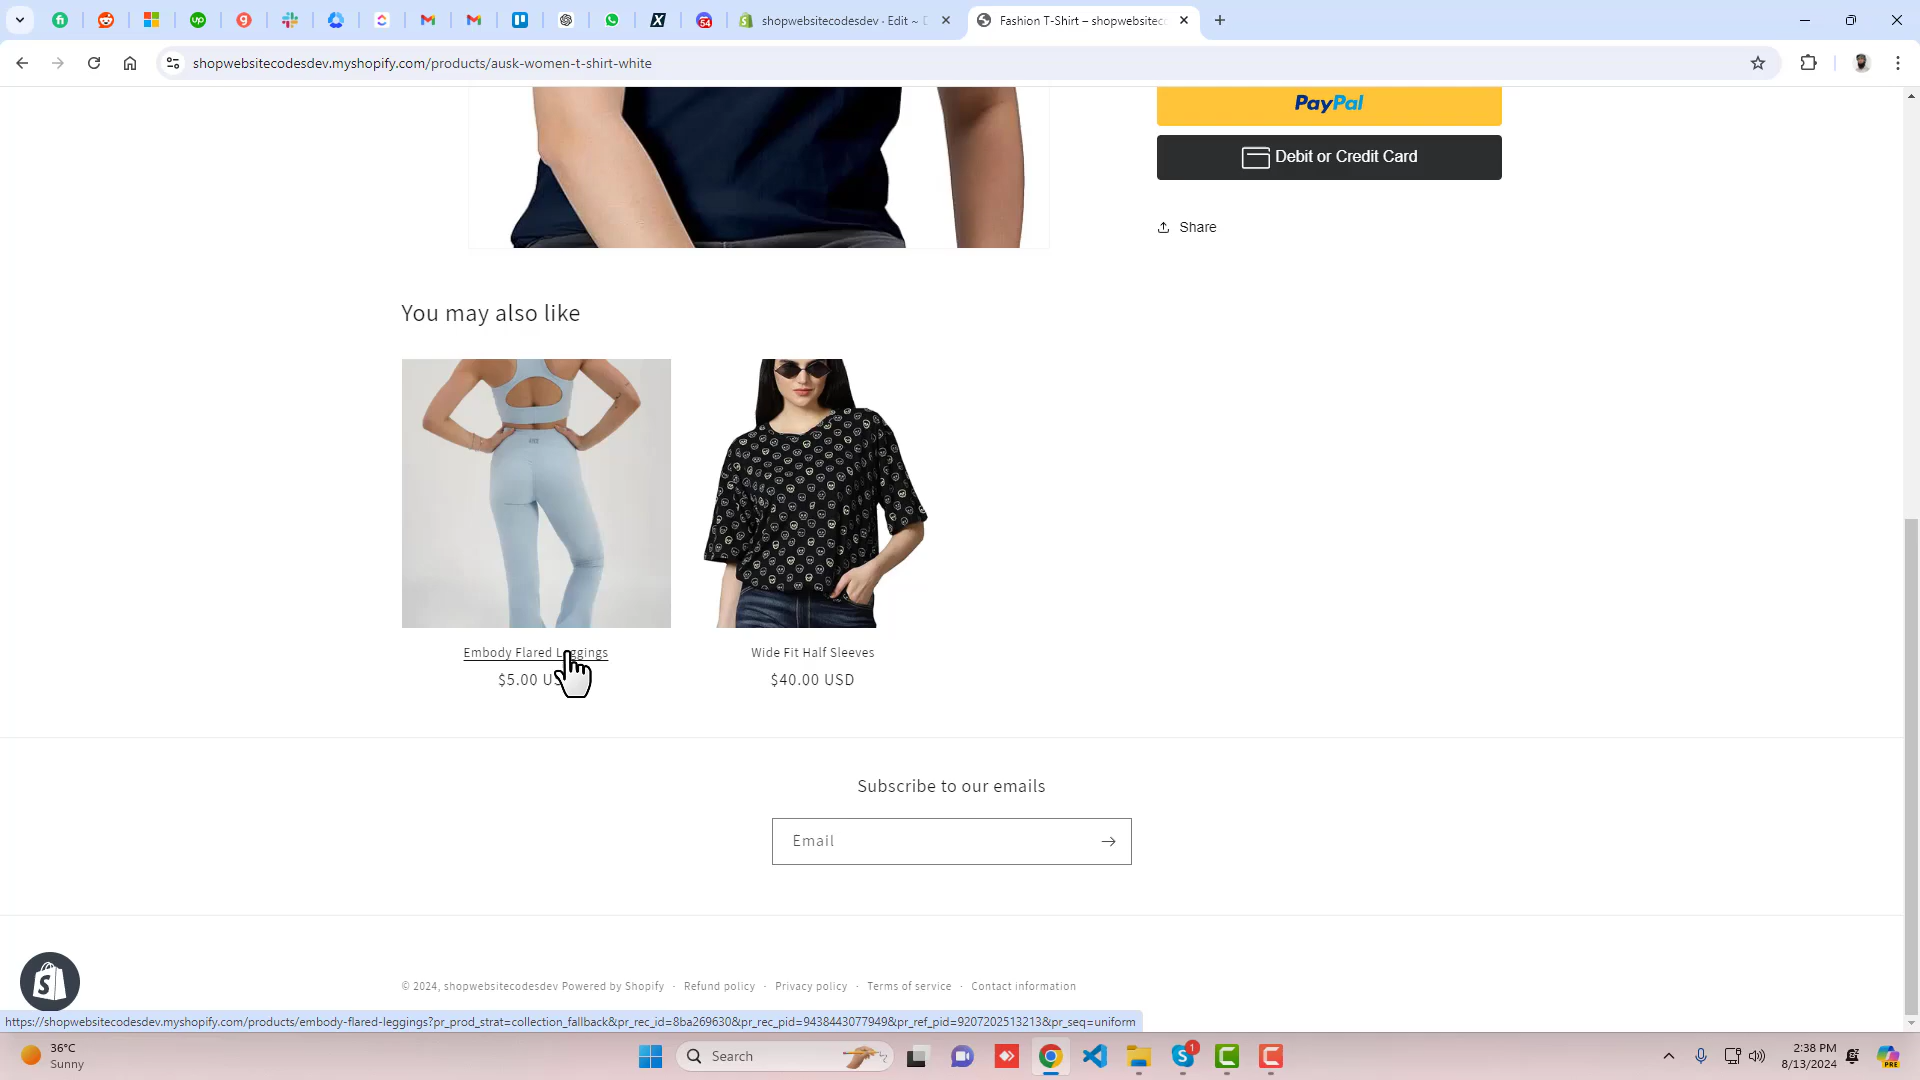 shopwebsitecodesdev · Edit ~ D
Fashion T-Shirt – shopwebsitec
shopwebsitecodesdev.myshopify.com/products/ausk-women-t-shirt-white
PayPal
Debit or Credit Card
Share
You may also like
Embody Flared Leggings
Wide Fit Half Sleeves
$5.00 US
$40.00 USD
Subscribe to our emails
Email
© 2024, shopwebsitecodesdev Powered by Shopify · Refund policy · Privacy policy · Terms of service · Contact information
https://shopwebsitecodesdev.myshopify.com/products/embody-flared-leggings?pr_prod_strat=collection_fallback&pr_rec_id=8ba269630&pr_rec_pid=9438443077949&pr_ref_pid=9207202513213&pr_seq=uniform
36°C
Sunny
Search
1
2:38 PM
8/13/2024